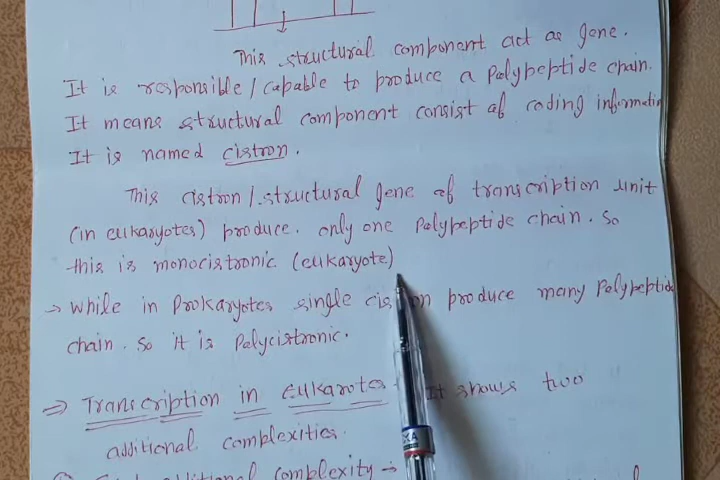 This structural component act as gene.
It is responsible/capable to produce a Polypeptide chain.
It means structural component consist of coding informatin
It is named cistron.
This cistron/structural gene of transcription unit
(in eukaryotes) produce only one Polypeptide chain. So
this is monocistronic (eukaryote)
→ While in Prokaryotes single produce many Polypeptide
chain. So it is Polycistronic.
⇒ Transcription in Eukarotes It shows two
additional complexities.
complexity →